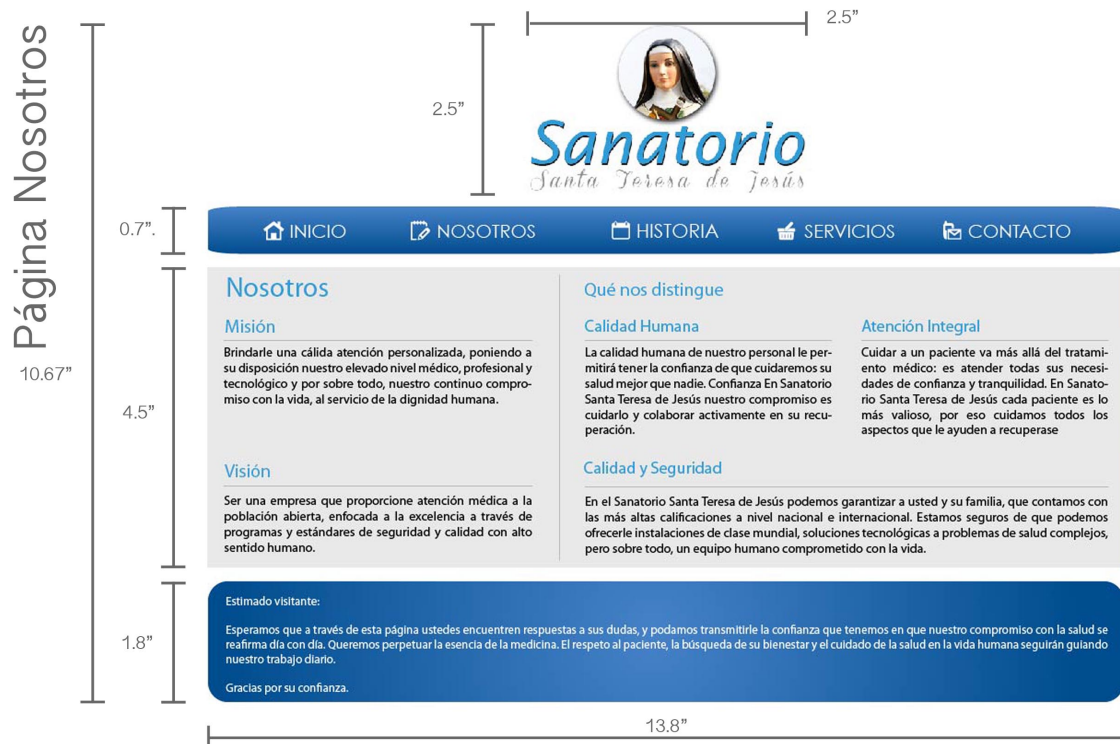 Página Nosotros
10.67”
2.5”
2.5”
Sanatorio
Santa Teresa de Jesús
0.7”.
INICIO NOSOTROS HISTORIA SERVICIOS CONTACTO
4.5”
Nosotros
Misión
Brindarle una cálida atención personalizada, poniendo a
su disposición nuestro elevado nivel médico, profesional y
tecnológico y por sobre todo, nuestro continuo compro-
miso con la vida, al servicio de la dignidad humana.
Visión
Ser una empresa que proporcione atención médica a la
población abierta, enfocada a la excelencia a través de
programas y estándares de seguridad y calidad con alto
sentido humano.
Qué nos distingue
Calidad Humana
La calidad humana de nuestro personal le per-
mitirá tener la confianza de que cuidaremos su
salud mejor que nadie. Confianza En Sanatorio
Santa Teresa de Jesús nuestro compromiso es
cuidarlo y colaborar activamente en su recu-
peración.
Atención Integral
Cuidar a un paciente va más allá del tratami-
ento médico: es atender todas sus necesi-
dades de confianza y tranquilidad. En Sanato-
rio Santa Teresa de Jesús cada paciente es lo
más valioso, por eso cuidamos todos los
aspectos que le ayuden a recuperase
Calidad y Seguridad
En el Sanatorio Santa Teresa de Jesús podemos garantizar a usted y su familia, que contamos con
las más altas calificaciones a nivel nacional e internacional. Estamos seguros de que podemos
ofrecerle instalaciones de clase mundial, soluciones tecnológicas a problemas de salud complejos,
pero sobre todo, un equipo humano comprometido con la vida.
1.8”
Estimado visitante:
Esperamos que a través de esta página ustedes encuentren respuestas a sus dudas, y podamos transmitirle la confianza que tenemos en que nuestro compromiso con la salud se
reafirma día con día. Queremos perpetuar la esencia de la medicina. El respeto al paciente, la búsqueda de su bienestar y el cuidado de la salud en la vida humana seguirán guiando
nuestro trabajo diario.
Gracias por su confianza.
13.8”